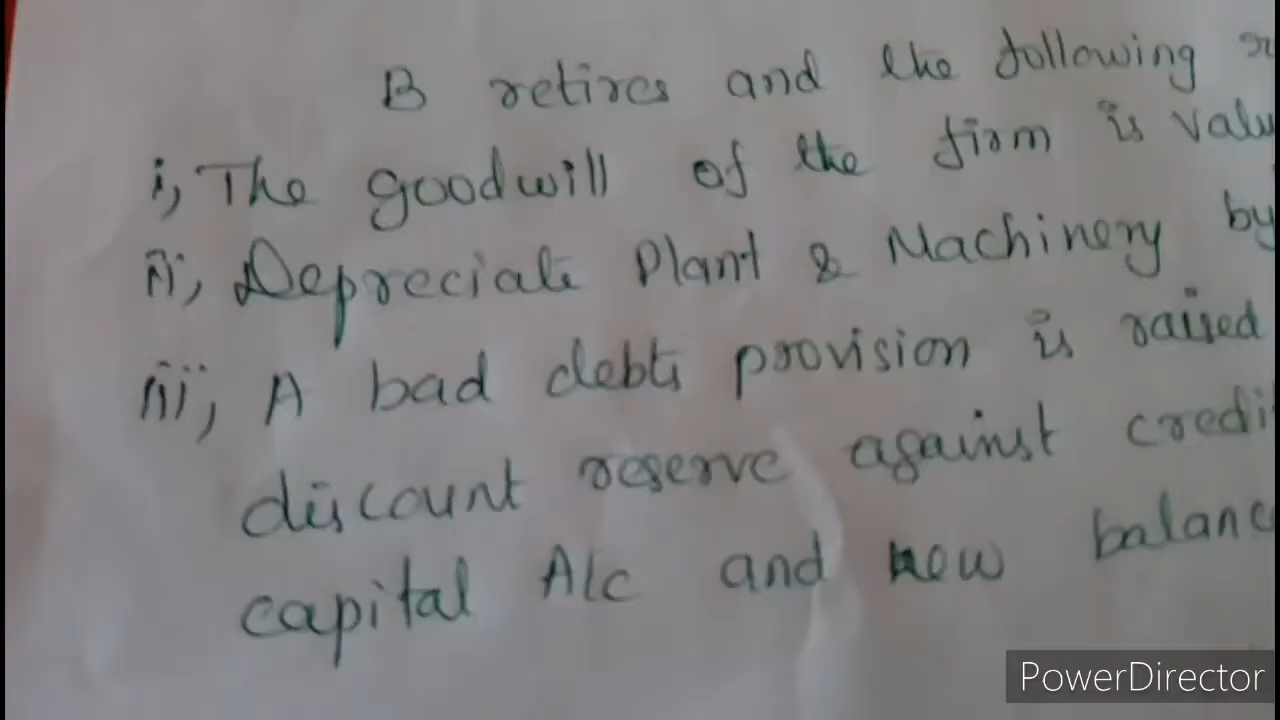 B retires and the following
i, The goodwill of the firm is valu
ii, Depreciate Plant & Machinery by
iii, A bad debts provision is raised
discount reserve against credi
capital A/c and new balanc
PowerDirector